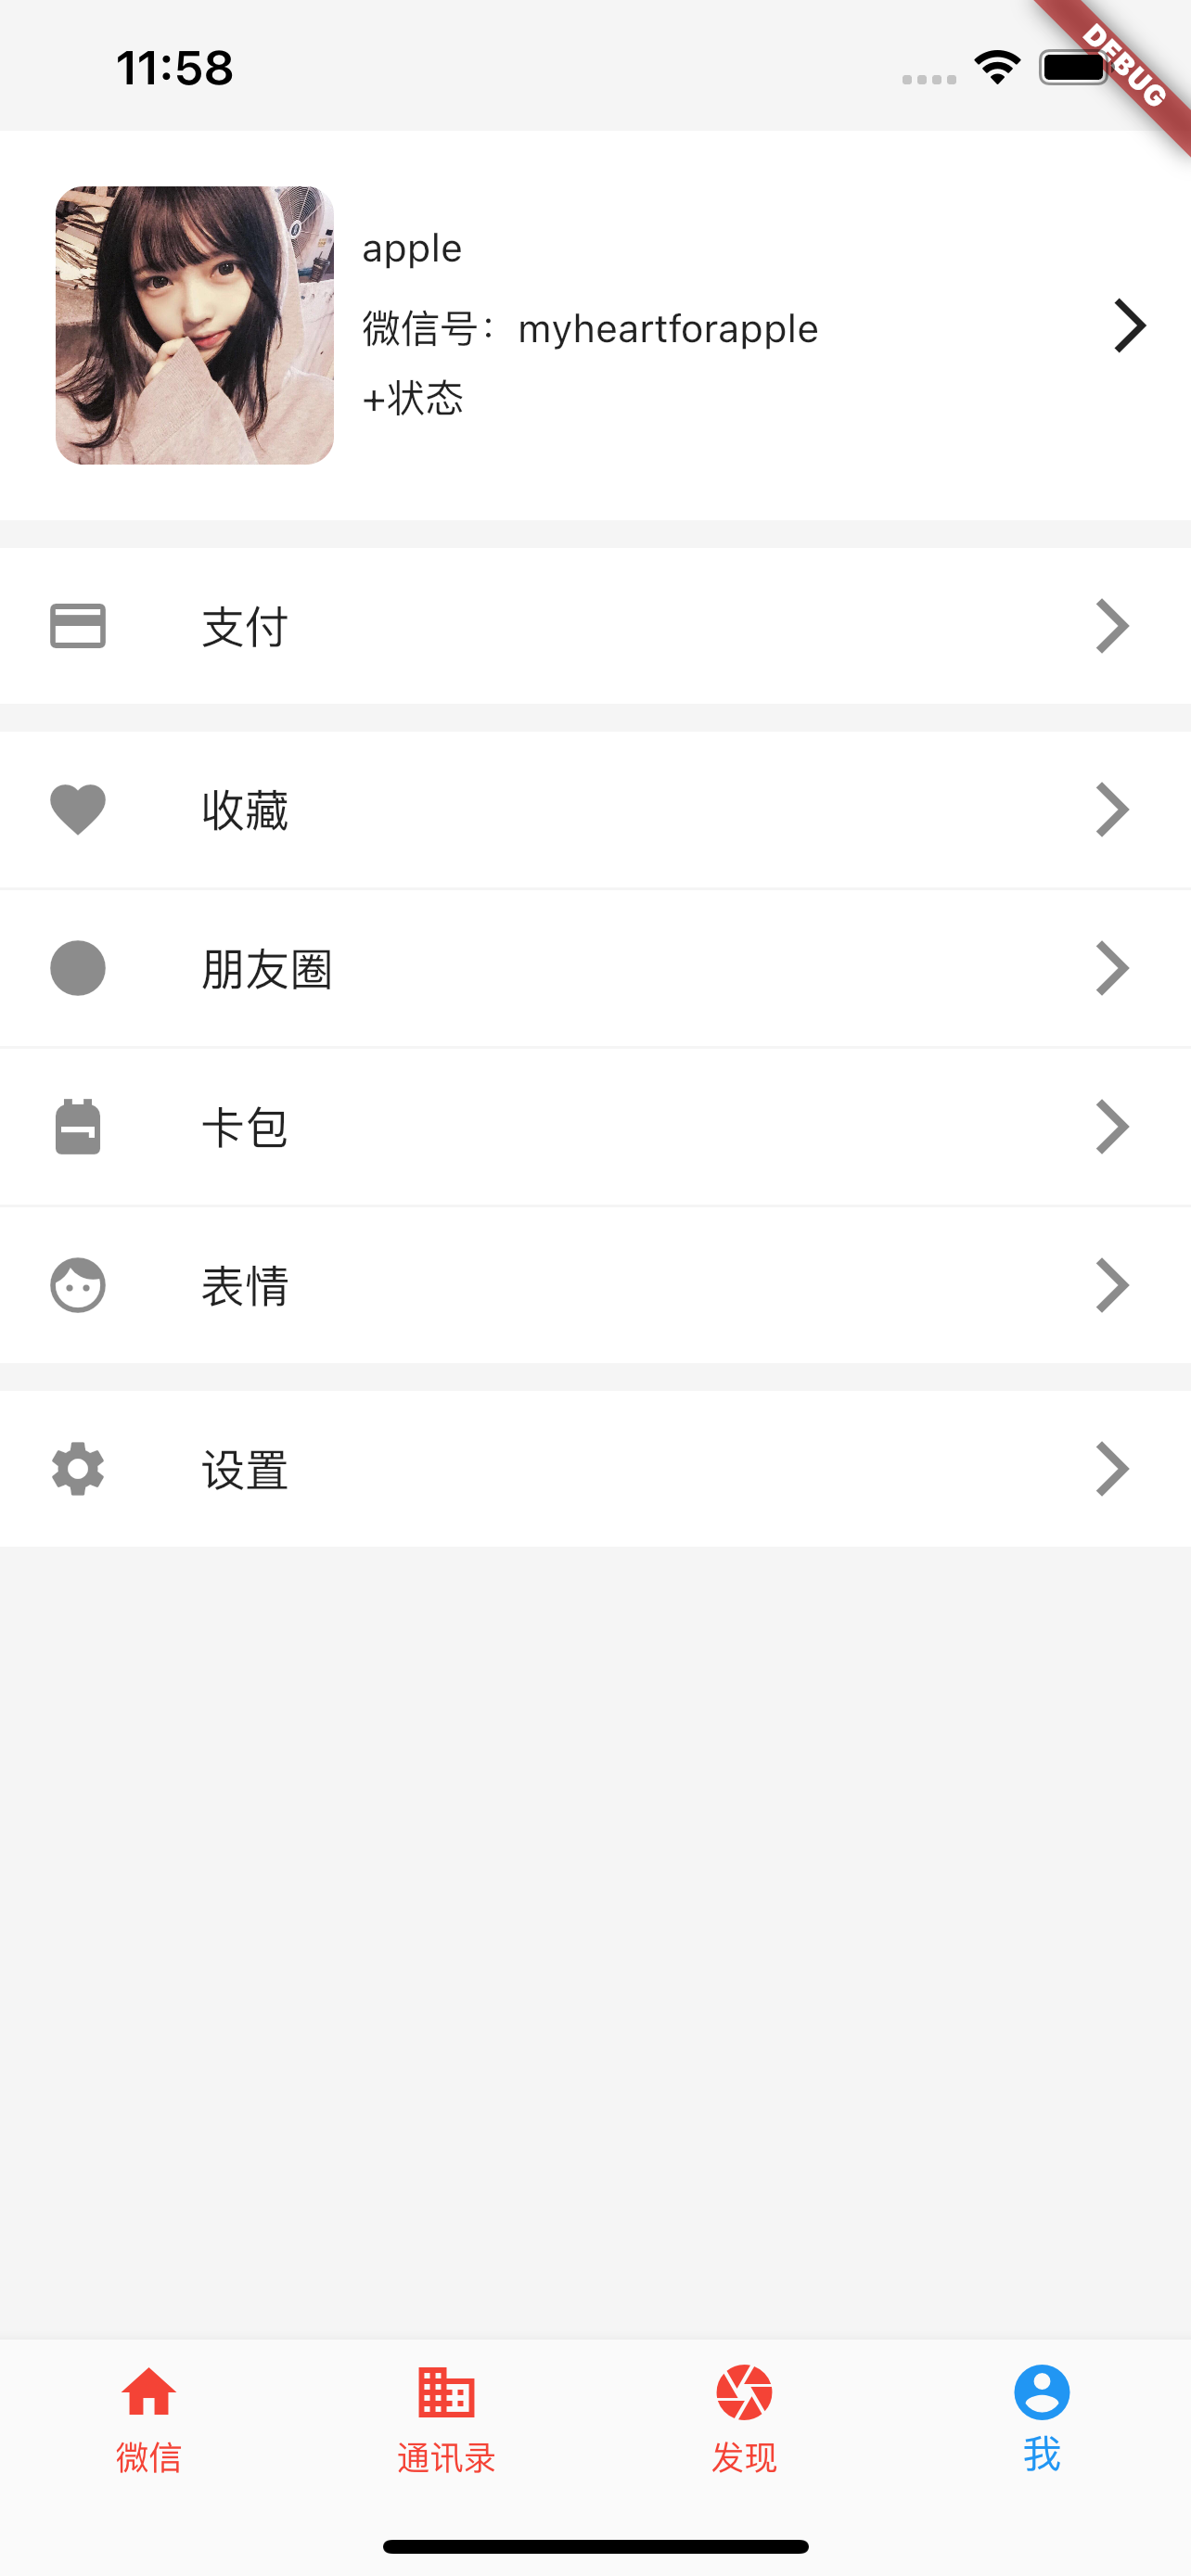 11:58
DEBUG
apple
微信号：myheartforapple
+状态
支付
收藏
朋友圈
卡包
表情
设置
微信
通讯录
发现
我